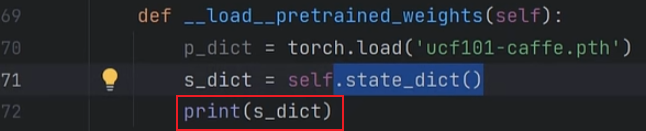 69 def __load__pretrained_weights(self):
70 p_dict = torch.load('ucf101-caffe.pth')
71 s_dict = self.state_dict()
72 print(s_dict)